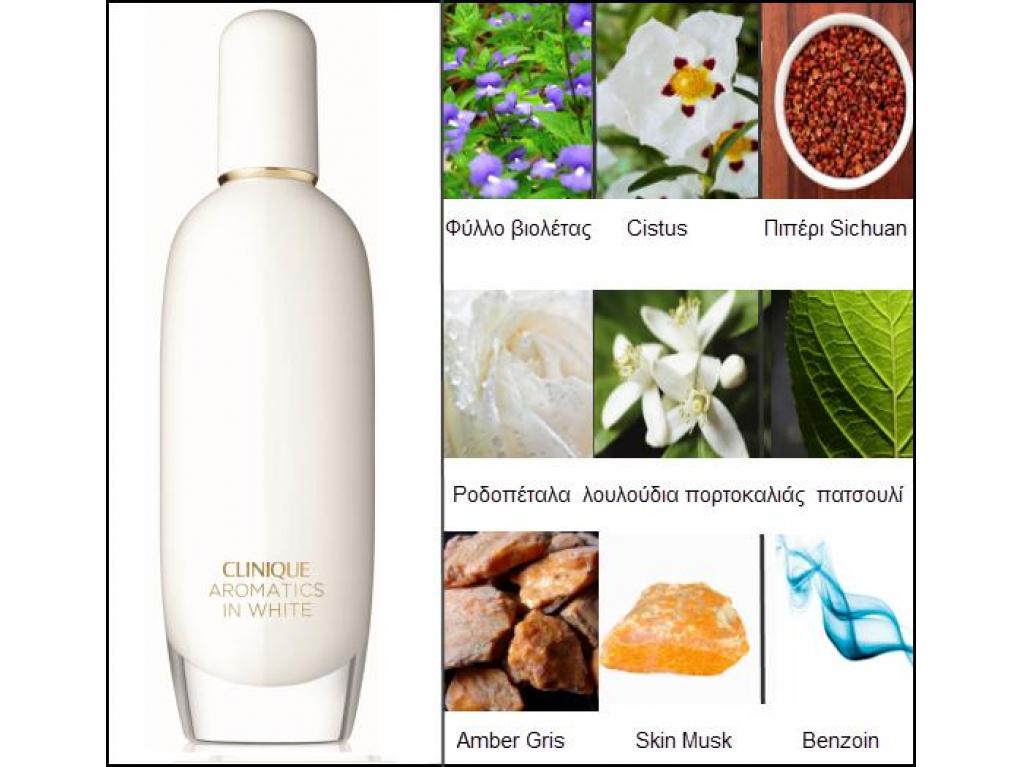 CLINIQUE
AROMATICS
IN WHITE
Φύλλο βιολέτας Cistus Πιπέρι Sichuan
Ροδοπέταλα λουλούδια πορτοκαλιάς πατσουλί
Amber Gris Skin Musk Benzoin